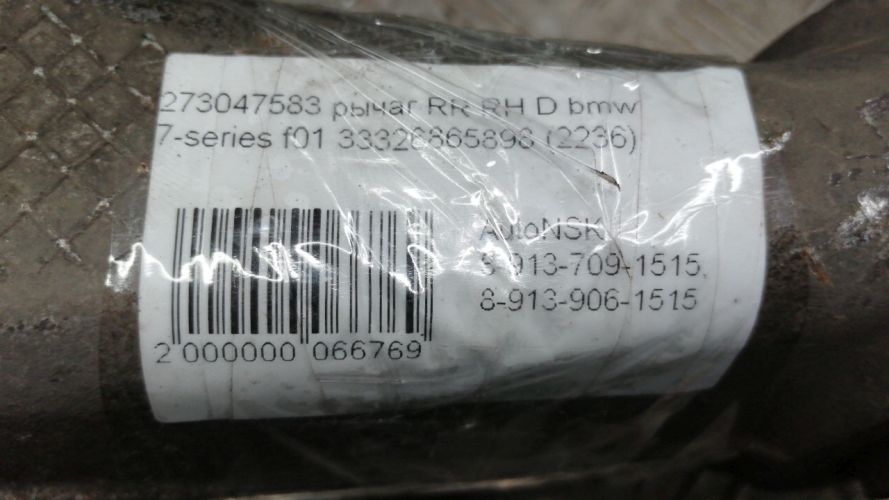 273047583 рычаг RR RH D bmw
7-series f01 33326865896 (2236)
AutoNSK
8-913-709-1515,
8-913-906-1515
2 000000 066769